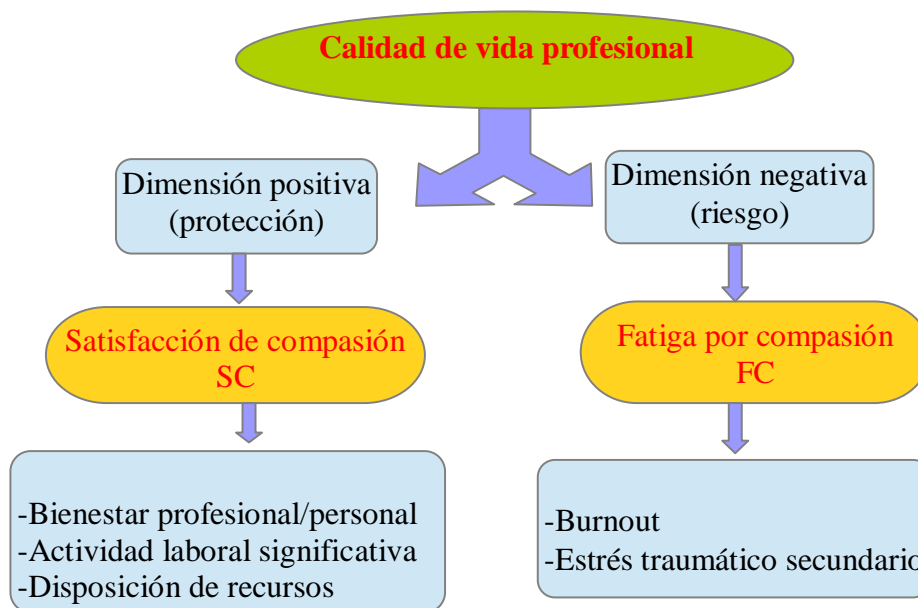 Calidad de vida profesional
Dimensión positiva
(protección)
Dimensión negativa
(riesgo)
Satisfacción de compasión
SC
Fatiga por compasión
FC
-Bienestar profesional/personal
-Actividad laboral significativa
-Disposición de recursos
-Burnout
-Estrés traumático secundario